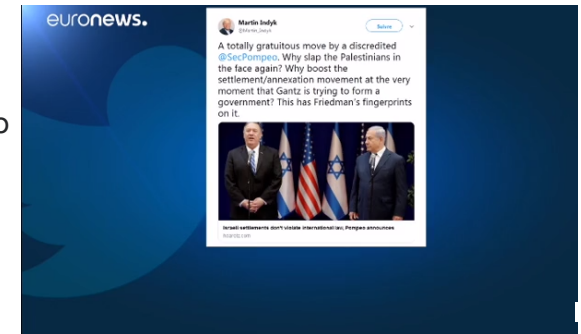 euronews.
Martin Indyk
@Martin_Indyk
Suivre
A totally gratuitous move by a discredited
@SecPompeo. Why slap the Palestinians in
the face again? Why boost the
settlement/annexation movement at the very
moment that Gantz is trying to form a
government? This has Friedman's fingerprints
on it.
Israeli settlements don't violate international law, Pompeo announces